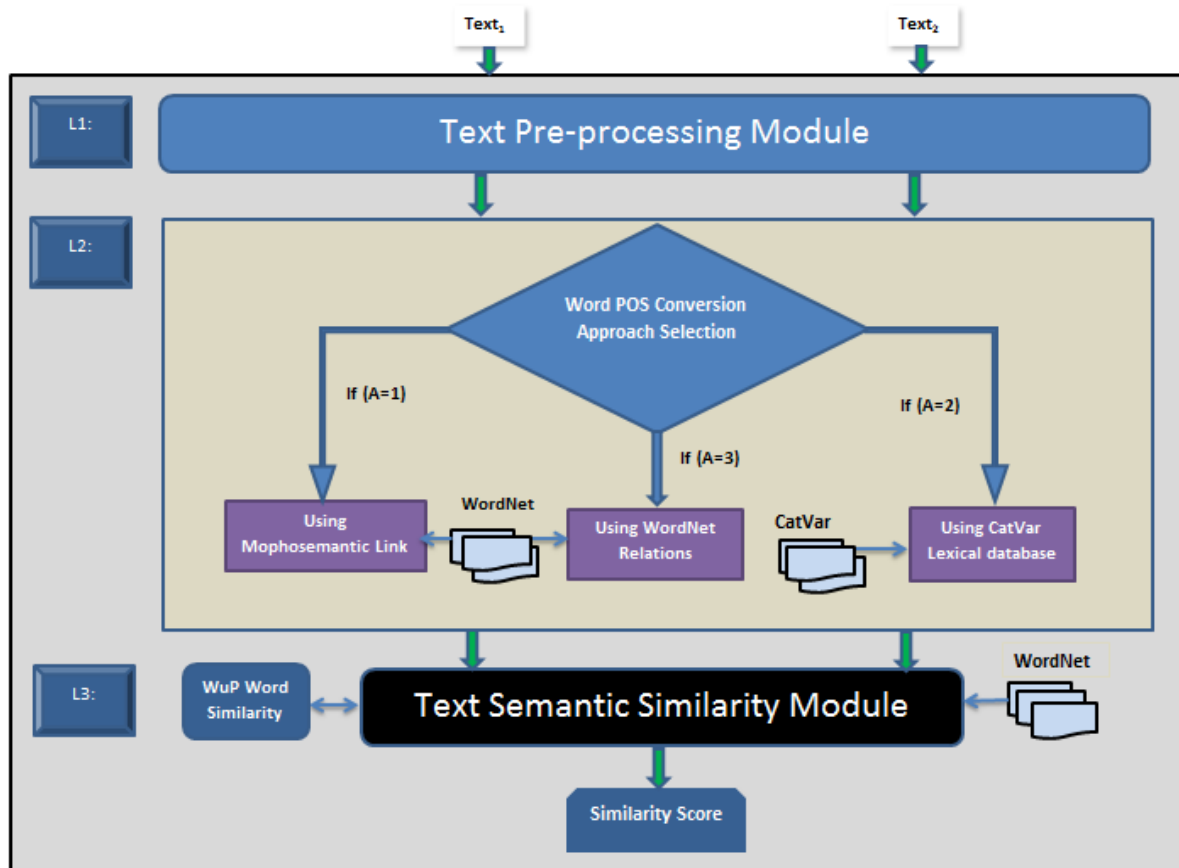 Text₁
Text₂
L1:
Text Pre-processing Module
L2:
Word POS Conversion
Approach Selection
If (A=1)
If (A=2)
If (A=3)
Using
Mophosemantic Link
WordNet
Using WordNet
Relations
CatVar
Using CatVar
Lexical database
L3:
WuP Word
Similarity
Text Semantic Similarity Module
WordNet
Similarity Score